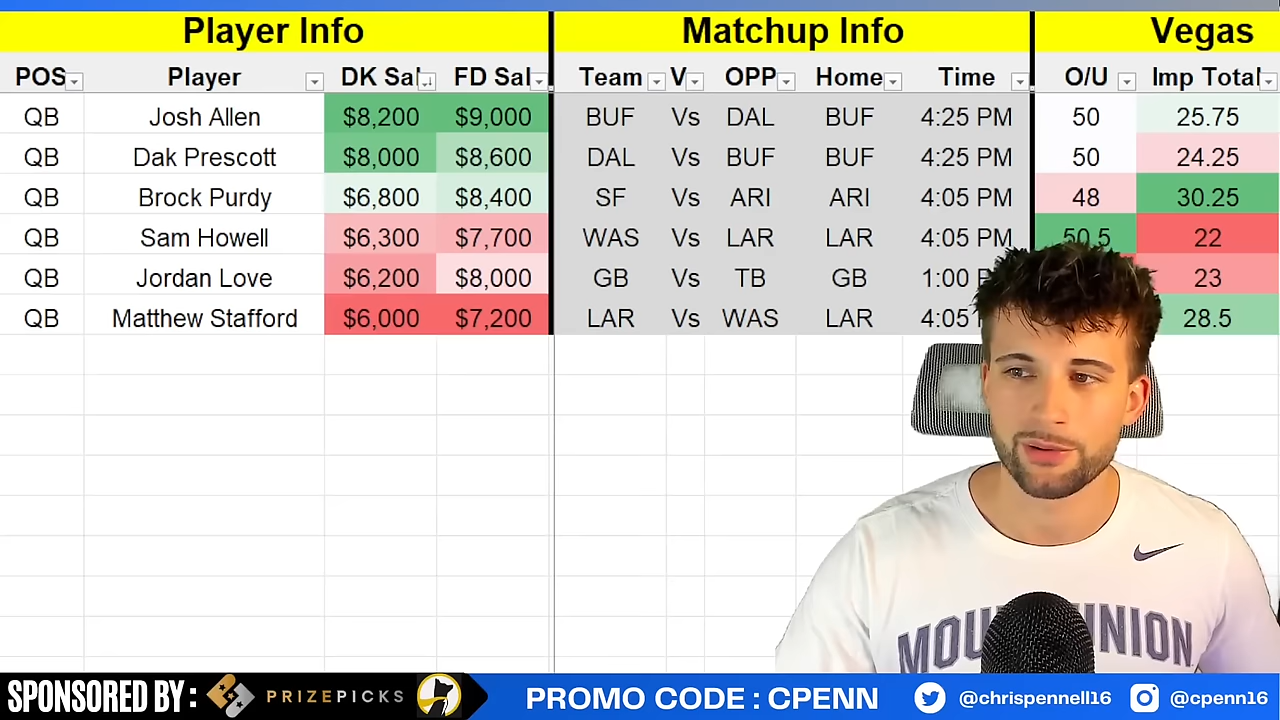 Player Info Matchup Info Vegas
POS Player DK Sal FD Sal Team V OPP Home Time O/U Imp Total
QB Josh Allen $8,200 $9,000 BUF Vs DAL BUF 4:25 PM 50 25.75
QB Dak Prescott $8,000 $8,600 DAL Vs BUF BUF 4:25 PM 50 24.25
QB Brock Purdy $6,800 $8,400 SF Vs ARI ARI 4:05 PM 48 30.25
QB Sam Howell $6,300 $7,700 WAS Vs LAR LAR 4:05 PM 50.5 22
QB Jordan Love $6,200 $8,000 GB Vs TB GB 1:00 23
QB Matthew Stafford $6,000 $7,200 LAR Vs WAS LAR 4:05 28.5
MOUNT UNION
SPONSORED BY : PRIZEPICKS PROMO CODE : CPENN @chrispennell16 @cpenn16